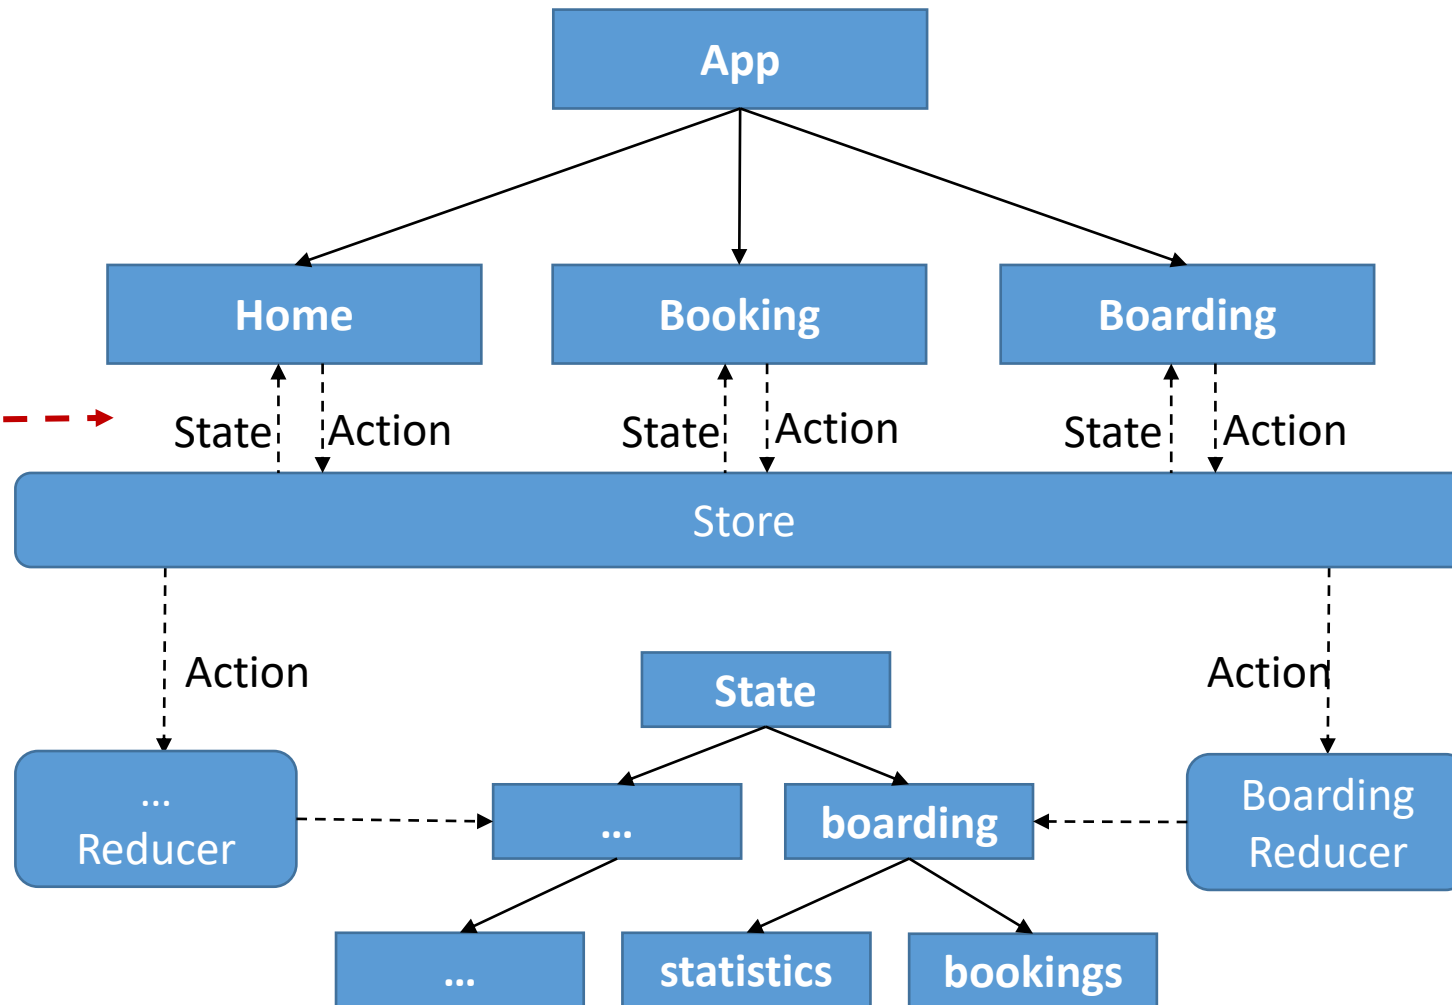 App
Home
Booking
Boarding
State
Action
State
Action
State
Action
Store
Action
Action
State
...
Reducer
...
boarding
Boarding
Reducer
...
statistics
bookings